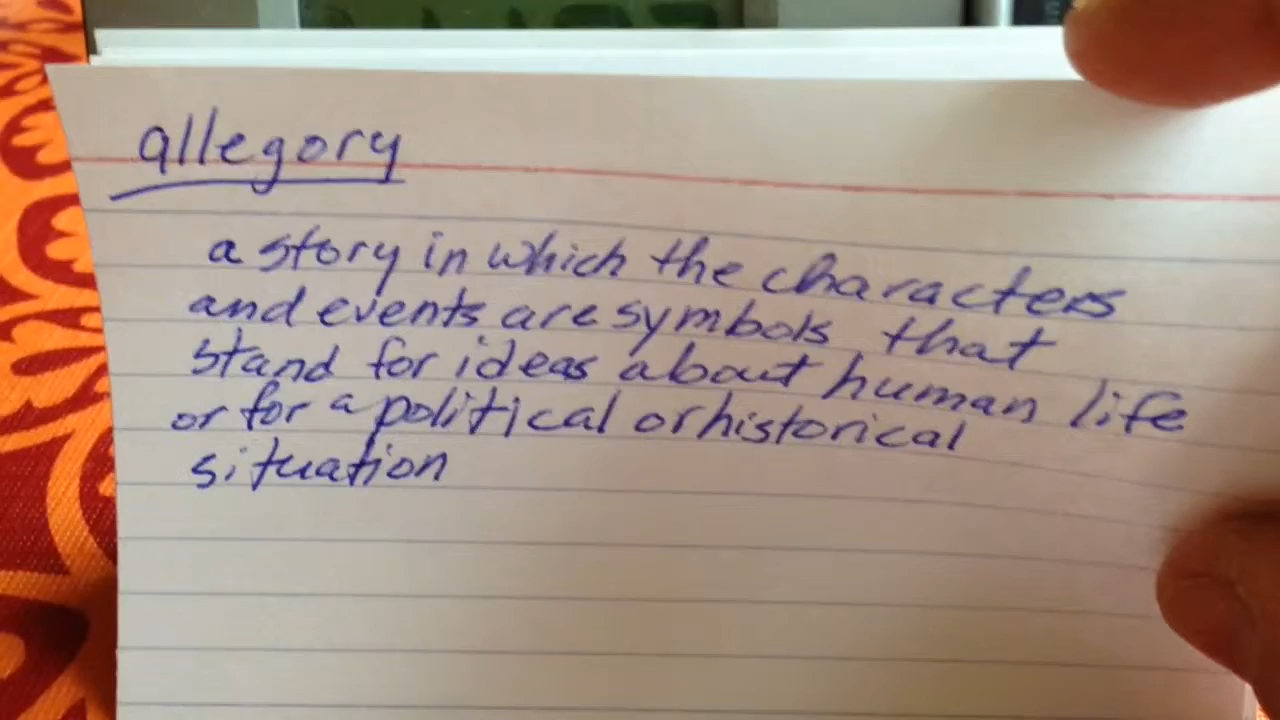 allegory
a story in which the characters
and events are symbols that
stand for ideas about human life
or for a political or historical
situation